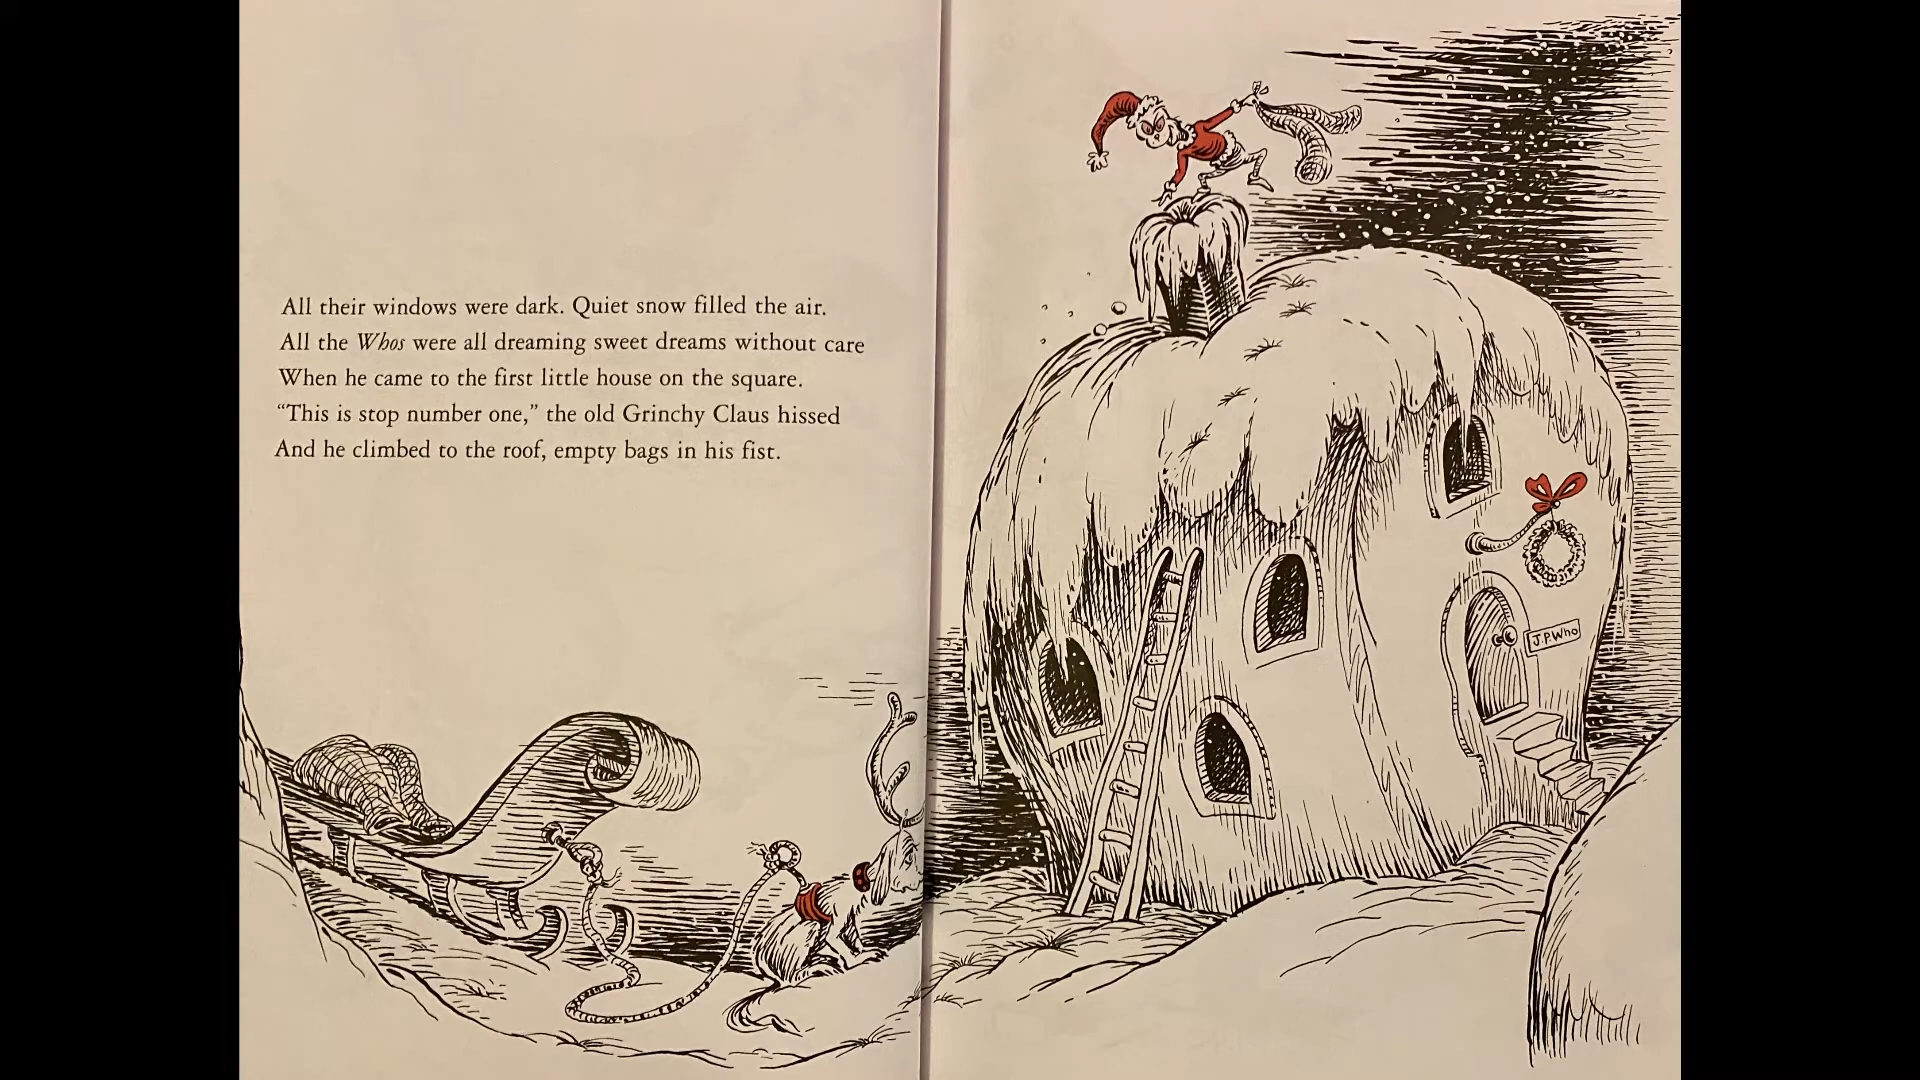 All their windows were dark. Quiet snow filled the air.
All the Whos were all dreaming sweet dreams without care
When he came to the first little house on the square.
“This is stop number one,” the old Grinchy Claus hissed
And he climbed to the roof, empty bags in his fist.
J.P. Who